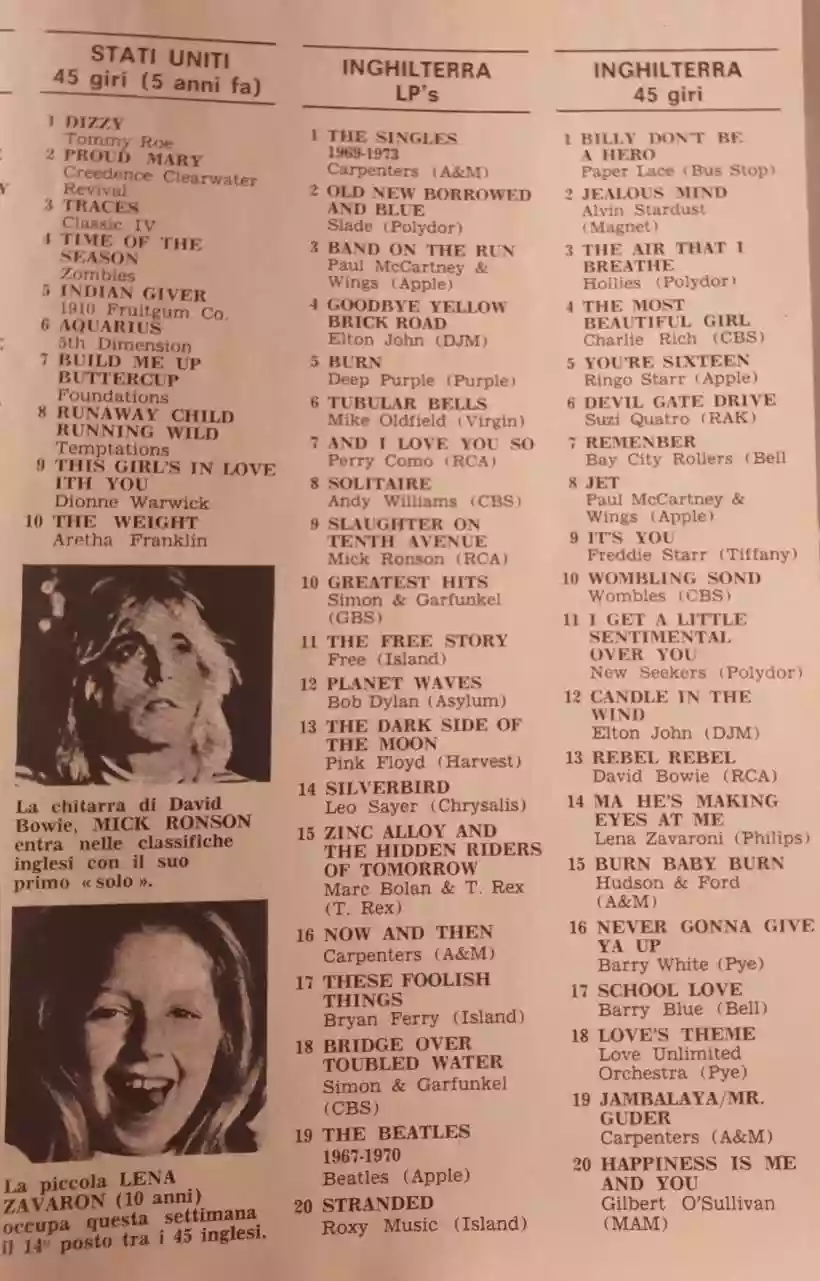 STATI UNITI
45 giri (5 anni fa)
1 DIZZY
Tommy Roe
2 PROUD MARY
Creedence Clearwater
Revival
3 TRACES
Classic IV
4 TIME OF THE
SEASON
Zombies
5 INDIAN GIVER
1910 Fruitgum Co.
6 AQUARIUS
5th Dimension
7 BUILD ME UP
BUTTERCUP
Foundations
8 RUNAWAY CHILD
RUNNING WILD
Temptations
9 THIS GIRL'S IN LOVE
ITH YOU
Dionne Warwick
10 THE WEIGHT
Aretha Franklin
La chitarra di David
Bowie, MICK RONSON
entra nelle classifiche
inglesi con il suo
primo « solo ».
La piccola LENA
ZAVARON (10 anni)
occupa questa settimana
il 14° posto tra i 45 inglesi.
INGHILTERRA
LP's
1 THE SINGLES
1969-1973
Carpenters (A&M)
2 OLD NEW BORROWED
AND BLUE
Slade (Polydor)
3 BAND ON THE RUN
Paul McCartney &
Wings (Apple)
4 GOODBYE YELLOW
BRICK ROAD
Elton John (DJM)
5 BURN
Deep Purple (Purple)
6 TUBULAR BELLS
Mike Oldfield (Virgin)
7 AND I LOVE YOU SO
Perry Como (RCA)
8 SOLITAIRE
Andy Williams (CBS)
9 SLAUGHTER ON
TENTH AVENUE
Mick Ronson (RCA)
10 GREATEST HITS
Simon & Garfunkel
(GBS)
11 THE FREE STORY
Free (Island)
12 PLANET WAVES
Bob Dylan (Asylum)
13 THE DARK SIDE OF
THE MOON
Pink Floyd (Harvest)
14 SILVERBIRD
Leo Sayer (Chrysalis)
15 ZINC ALLOY AND
THE HIDDEN RIDERS
OF TOMORROW
Marc Bolan & T. Rex
(T. Rex)
16 NOW AND THEN
Carpenters (A&M)
17 THESE FOOLISH
THINGS
Bryan Ferry (Island)
18 BRIDGE OVER
TOUBLED WATER
Simon & Garfunkel
(CBS)
19 THE BEATLES
1967-1970
Beatles (Apple)
20 STRANDED
Roxy Music (Island)
INGHILTERRA
45 giri
1 BILLY DON'T BE
A HERO
Paper Lace (Bus Stop)
2 JEALOUS MIND
Alvin Stardust
(Magnet)
3 THE AIR THAT I
BREATHE
Hollies (Polydor)
4 THE MOST
BEAUTIFUL GIRL
Charlie Rich (CBS)
5 YOU'RE SIXTEEN
Ringo Starr (Apple)
6 DEVIL GATE DRIVE
Suzi Quatro (RAK)
7 REMENBER
Bay City Rollers (Bell
8 JET
Paul McCartney &
Wings (Apple)
9 IT'S YOU
Freddie Starr (Tiffany)
10 WOMBLING SOND
Wombles (CBS)
11 I GET A LITTLE
SENTIMENTAL
OVER YOU
New Seekers (Polydor)
12 CANDLE IN THE
WIND
Elton John (DJM)
13 REBEL REBEL
David Bowie (RCA)
14 MA HE'S MAKING
EYES AT ME
Lena Zavaroni (Philips)
15 BURN BABY BURN
Hudson & Ford
(A&M)
16 NEVER GONNA GIVE
YA UP
Barry White (Pye)
17 SCHOOL LOVE
Barry Blue (Bell)
18 LOVE'S THEME
Love Unlimited
Orchestra (Pye)
19 JAMBALAYA/MR.
GUDER
Carpenters (A&M)
20 HAPPINESS IS ME
AND YOU
Gilbert O'Sullivan
(MAM)